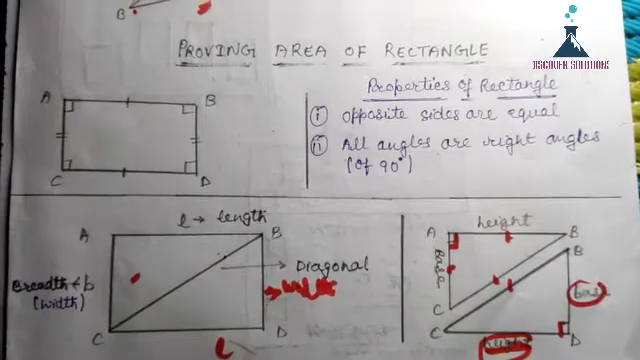 B
DISCOVER SOLUTIONS
PROVING AREA OF RECTANGLE
A
B
C
D
Properties of Rectangle
(i) opposite sides are equal
(ii) All angles are right angles
(of 90°)
l → length
A
B
Breadth ← b
(width)
→ Diagonal
C
D
L
height
A
B
Base
C
B
base
C
height
D